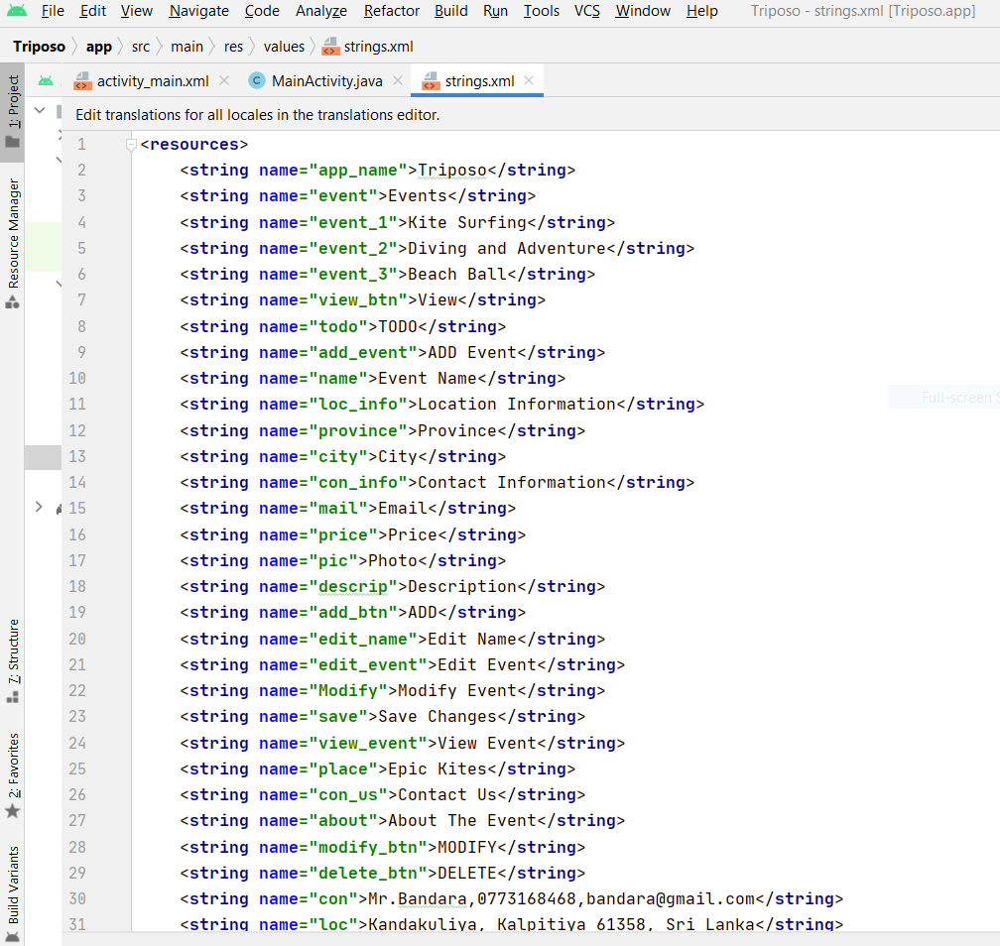 File Edit View Navigate Code Analyze Refactor Build Run Tools VCS Window Help Triposo - strings.xml [Triposo.app]
Triposo app src main res values strings.xml
activity_main.xml MainActivity.java strings.xml
Edit translations for all locales in the translations editor.
1: Project
Resource Manager
7: Structure
2: Favorites
Build Variants
1 <resources>
2 <string name="app_name">Triposo</string>
3 <string name="event">Events</string>
4 <string name="event_1">Kite Surfing</string>
5 <string name="event_2">Diving and Adventure</string>
6 <string name="event_3">Beach Ball</string>
7 <string name="view_btn">View</string>
8 <string name="todo">TODO</string>
9 <string name="add_event">ADD Event</string>
10 <string name="name">Event Name</string>
11 <string name="loc_info">Location Information</string>
Full-screen
12 <string name="province">Province</string>
13 <string name="city">City</string>
14 <string name="con_info">Contact Information</string>
15 <string name="mail">Email</string>
16 <string name="price">Price</string>
17 <string name="pic">Photo</string>
18 <string name="descrip">Description</string>
19 <string name="add_btn">ADD</string>
20 <string name="edit_name">Edit Name</string>
21 <string name="edit_event">Edit Event</string>
22 <string name="Modify">Modify Event</string>
23 <string name="save">Save Changes</string>
24 <string name="view_event">View Event</string>
25 <string name="place">Epic Kites</string>
26 <string name="con_us">Contact Us</string>
27 <string name="about">About The Event</string>
28 <string name="modify_btn">MODIFY</string>
29 <string name="delete_btn">DELETE</string>
30 <string name="con">Mr.Bandara,0773168468,bandara@gmail.com</string>
31 <string name="loc">Kandakuliya, Kalpitiya 61358, Sri Lanka</string>